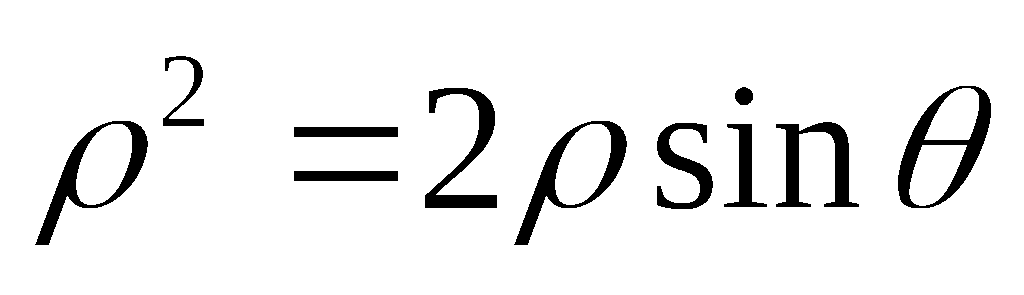 ρ² = 2ρ sin θ